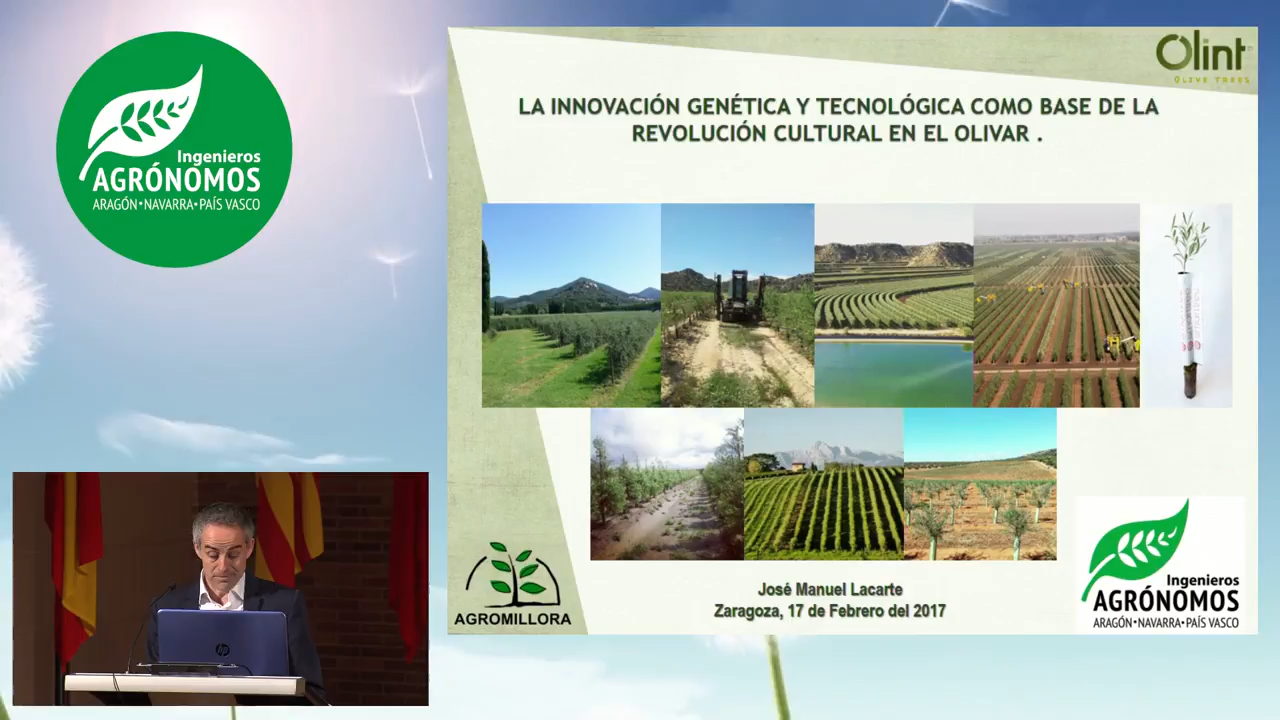 Ingenieros
AGRÓNOMOS
ARAGÓN•NAVARRA•PAÍS VASCO
Olint
OLIVE TREES
LA INNOVACIÓN GENÉTICA Y TECNOLÓGICA COMO BASE DE LA
REVOLUCIÓN CULTURAL EN EL OLIVAR .
AGROMILLORA
José Manuel Lacarte
Zaragoza, 17 de Febrero del 2017
Ingenieros
AGRÓNOMOS
ARAGÓN•NAVARRA•PAÍS VASCO
hp